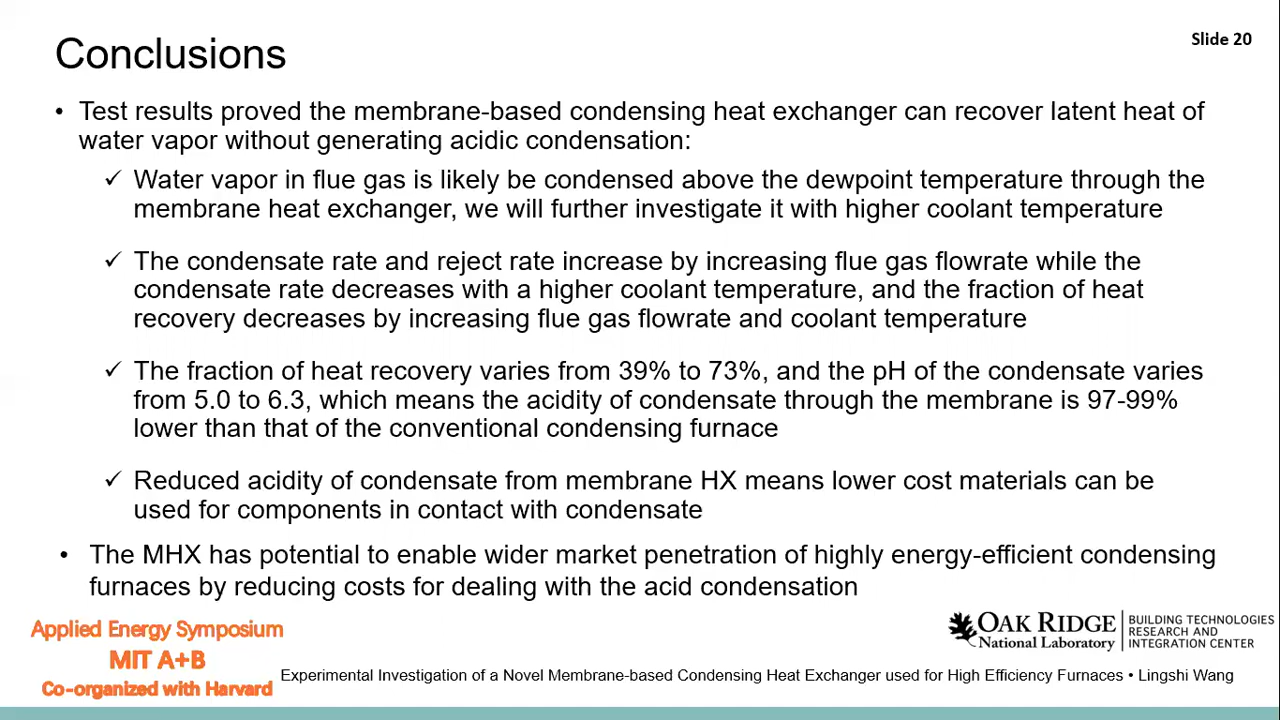 Conclusions
Slide 20
• Test results proved the membrane-based condensing heat exchanger can recover latent heat of
water vapor without generating acidic condensation:
✓ Water vapor in flue gas is likely be condensed above the dewpoint temperature through the
membrane heat exchanger, we will further investigate it with higher coolant temperature
✓ The condensate rate and reject rate increase by increasing flue gas flowrate while the
condensate rate decreases with a higher coolant temperature, and the fraction of heat
recovery decreases by increasing flue gas flowrate and coolant temperature
✓ The fraction of heat recovery varies from 39% to 73%, and the pH of the condensate varies
from 5.0 to 6.3, which means the acidity of condensate through the membrane is 97-99%
lower than that of the conventional condensing furnace
✓ Reduced acidity of condensate from membrane HX means lower cost materials can be
used for components in contact with condensate
• The MHX has potential to enable wider market penetration of highly energy-efficient condensing
furnaces by reducing costs for dealing with the acid condensation
Applied Energy Symposium
MIT A+B
Co-organized with Harvard
OAK RIDGE
National Laboratory
BUILDING TECHNOLOGIES
RESEARCH AND
INTEGRATION CENTER
Experimental Investigation of a Novel Membrane-based Condensing Heat Exchanger used for High Efficiency Furnaces • Lingshi Wang